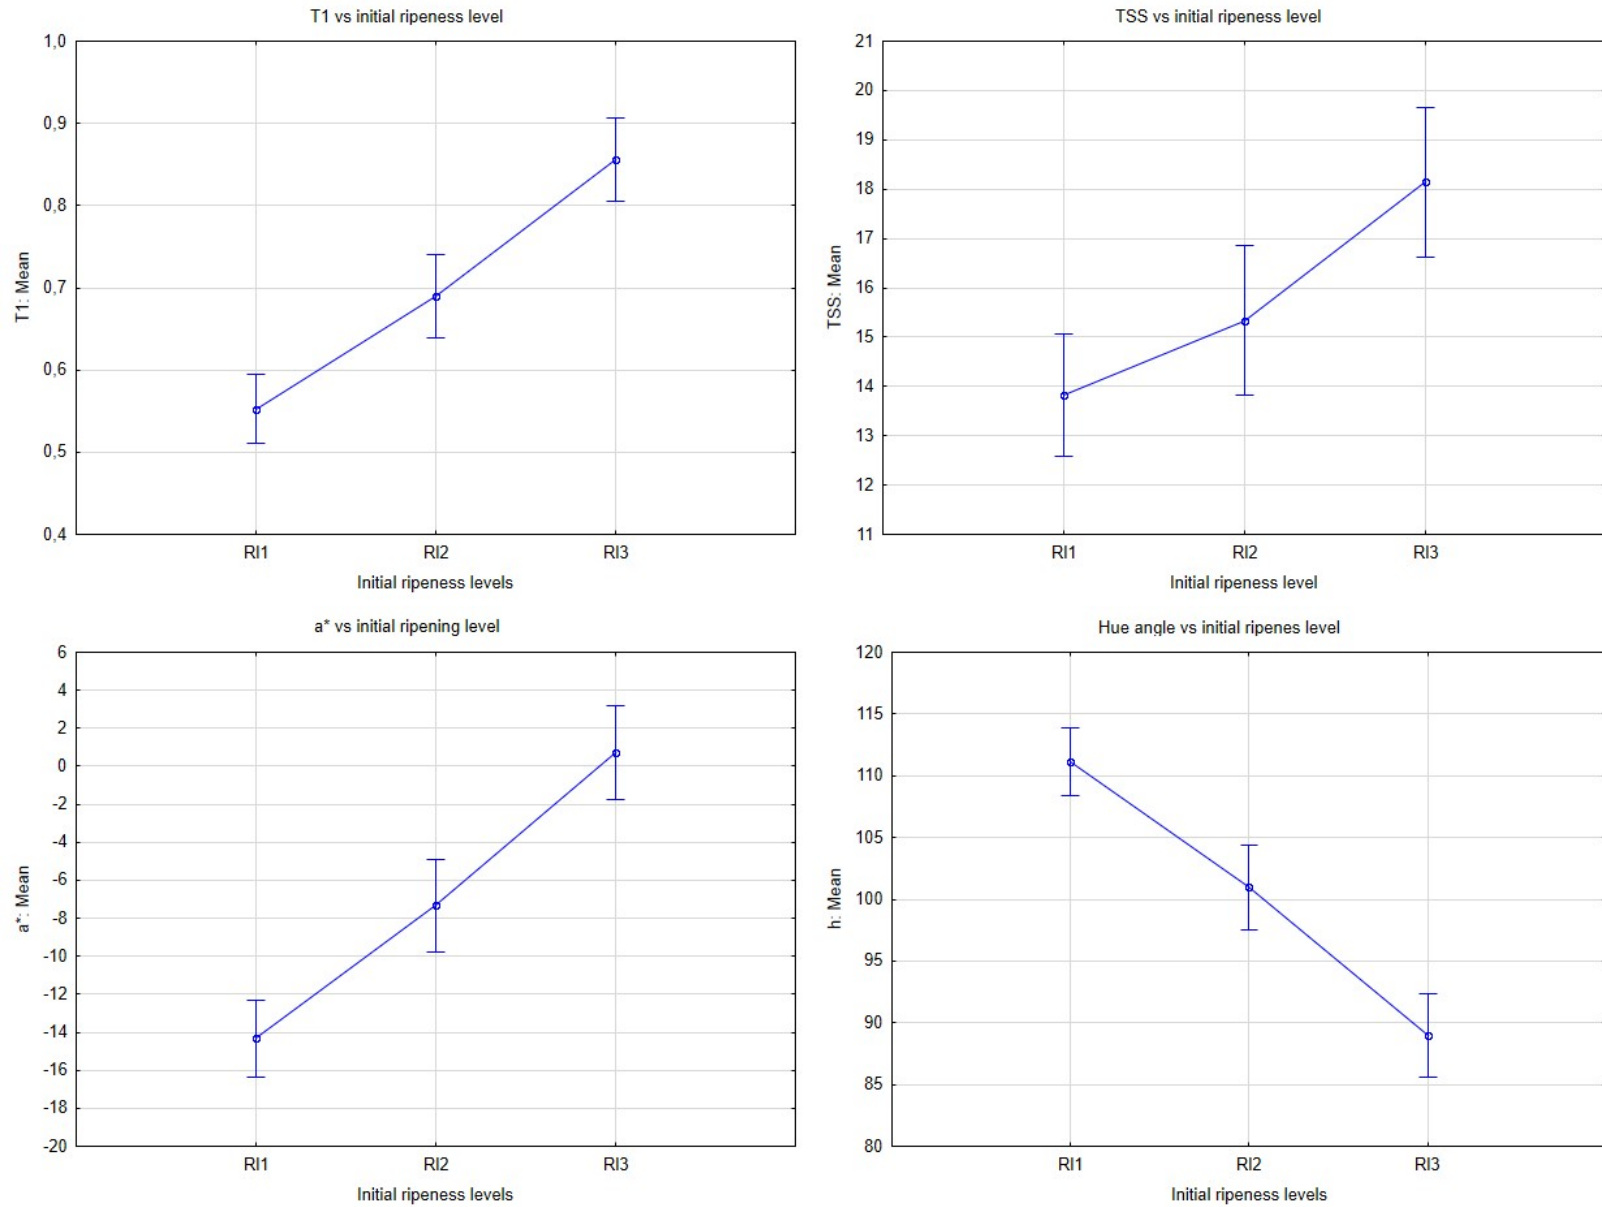 T1 vs initial ripeness level
1,0
0,9
0,8
0,7
0,6
0,5
0,4
T1: Mean
RI1 RI2 RI3
Initial ripeness levels
TSS vs initial ripeness level
21
20
19
18
17
16
15
14
13
12
11
TSS: Mean
RI1 RI2 RI3
Initial ripeness level
a* vs initial ripening level
6
4
2
0
-2
-4
-6
-8
-10
-12
-14
-16
-18
-20
a*: Mean
RI1 RI2 RI3
Initial ripeness levels
Hue angle vs initial ripenes level
120
115
110
105
100
95
90
85
80
h: Mean
RI1 RI2 RI3
Initial ripeness levels